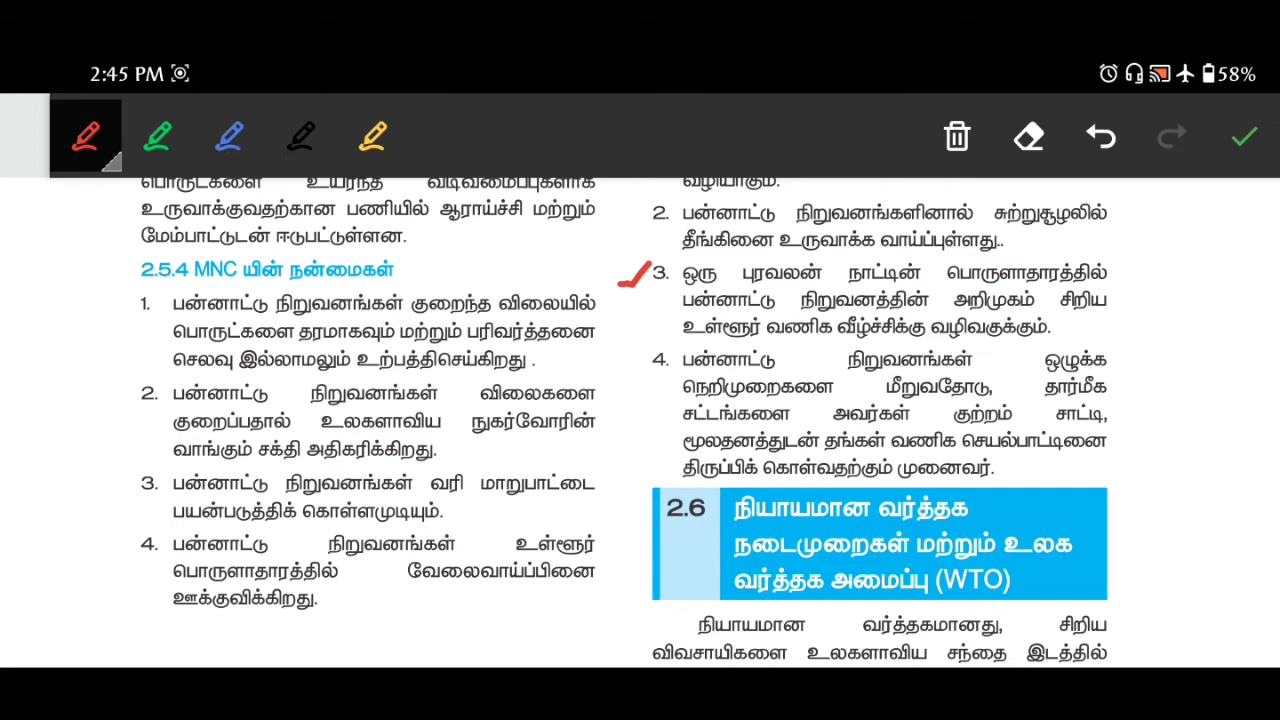 2:45 PM
58%
பொருட்களை உயர்ந்த வடிவமைப்புகளாக
உருவாக்குவதற்கான பணியில் ஆராய்ச்சி மற்றும்
மேம்பாட்டுடன் ஈடுபட்டுள்ளன.
2.5.4 MNC யின் நன்மைகள்
1. பன்னாட்டு நிறுவனங்கள் குறைந்த விலையில்
பொருட்களை தரமாகவும் மற்றும் பரிவர்த்தனை
செலவு இல்லாமலும் உற்பத்திசெய்கிறது .
2. பன்னாட்டு நிறுவனங்கள் விலைகளை
குறைப்பதால் உலகளாவிய நுகர்வோரின்
வாங்கும் சக்தி அதிகரிக்கிறது.
3. பன்னாட்டு நிறுவனங்கள் வரி மாறுபாட்டை
பயன்படுத்திக் கொள்ளமுடியும்.
4. பன்னாட்டு நிறுவனங்கள் உள்ளூர்
பொருளாதாரத்தில் வேலைவாய்ப்பினை
ஊக்குவிக்கிறது.
வழியாகும்.
2. பன்னாட்டு நிறுவனங்களினால் சுற்றுசூழலில்
தீங்கினை உருவாக்க வாய்ப்புள்ளது..
3. ஒரு புரவலன் நாட்டின் பொருளாதாரத்தில்
பன்னாட்டு நிறுவனத்தின் அறிமுகம் சிறிய
உள்ளூர் வணிக வீழ்ச்சிக்கு வழிவகுக்கும்.
4. பன்னாட்டு நிறுவனங்கள் ஒழுக்க
நெறிமுறைகளை மீறுவதோடு, தார்மீக
சட்டங்களை அவர்கள் குற்றம் சாட்டி,
மூலதனத்துடன் தங்கள் வணிக செயல்பாட்டினை
திருப்பிக் கொள்வதற்கும் முனைவர்.
2.6 நியாயமான வர்த்தக
நடைமுறைகள் மற்றும் உலக
வர்த்தக அமைப்பு (WTO)
நியாயமான வர்த்தகமானது, சிறிய
விவசாயிகளை உலகளாவிய சந்தை இடத்தில்